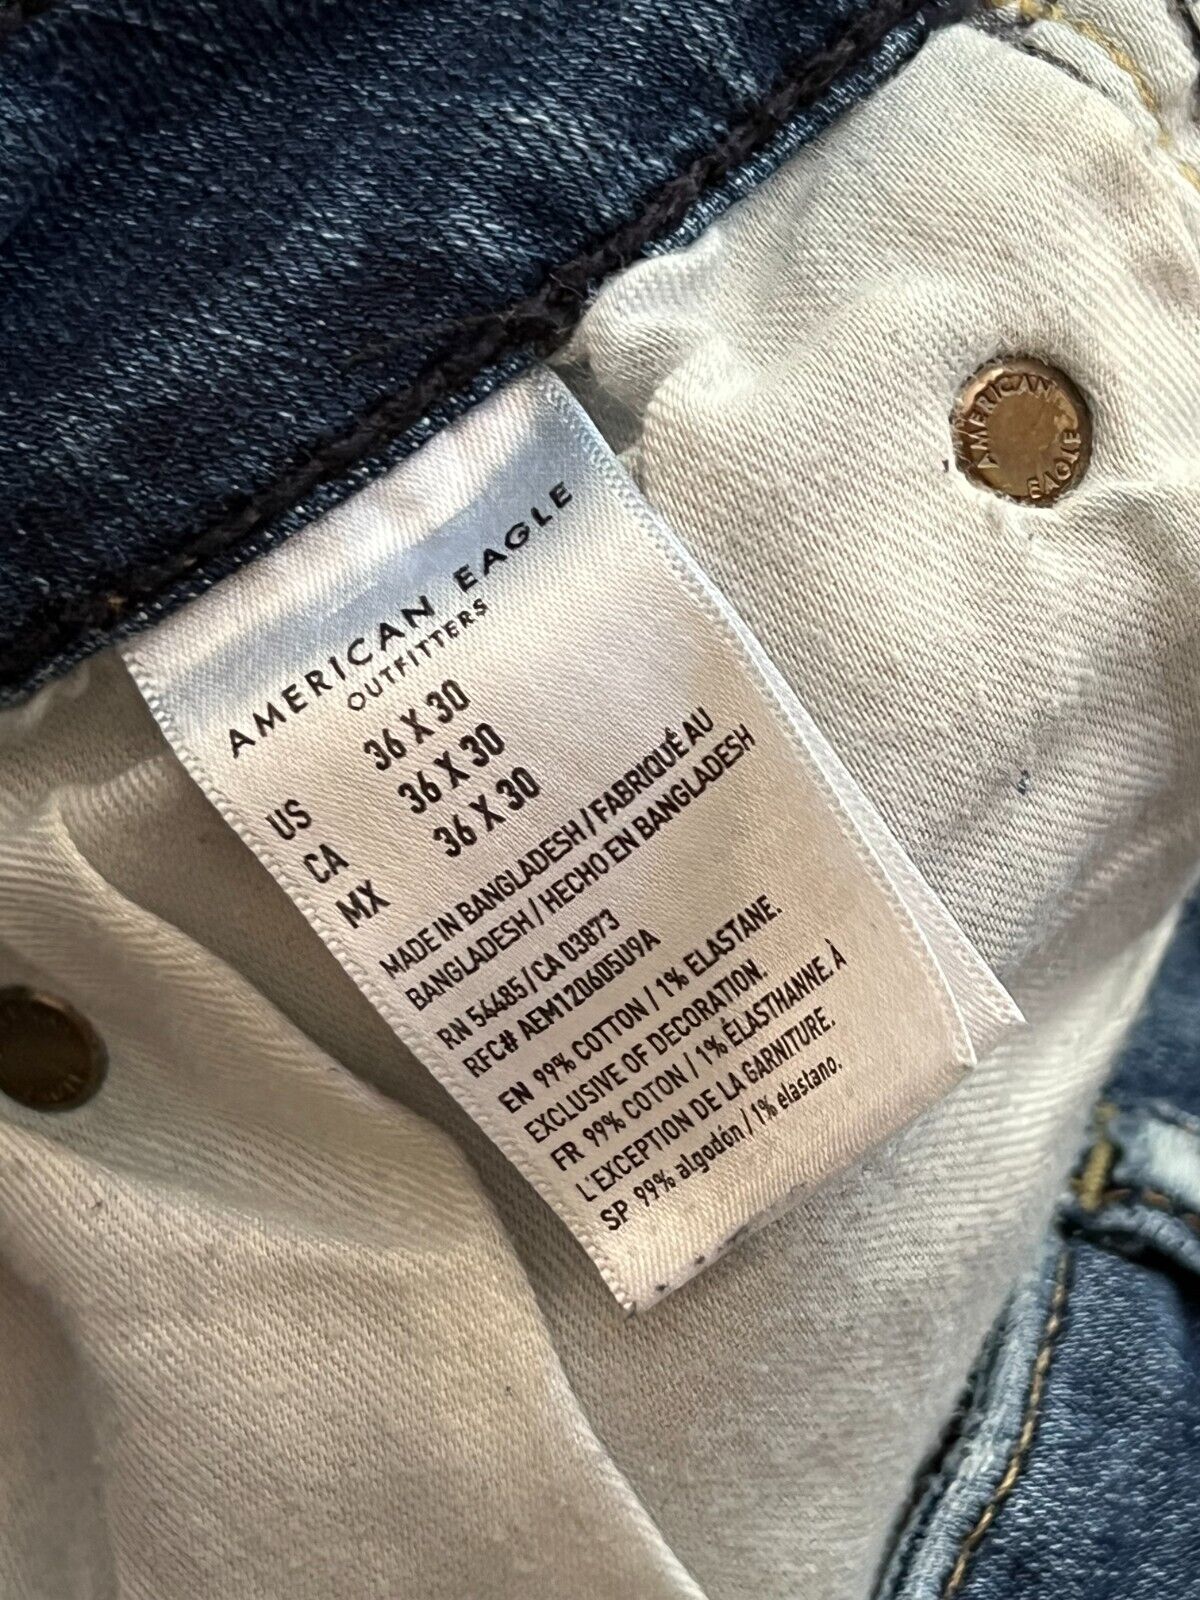 AMERICAN EAGLE
OUTFITTERS
US 36 X 30
CA 36 X 30
MX 36 X 30
MADE IN BANGLADESH / FABRIQUÉ AU
BANGLADESH / HECHO EN BANGLADESH
RN 54485 / CA 03873
RFC# AEM120605U9A
EN 99% COTTON / 1% ELASTANE.
EXCLUSIVE OF DECORATION.
FR 99% COTON / 1% ÉLASTHANNE. À
L'EXCEPTION DE LA GARNITURE.
SP 99% algodón / 1% elastano.
AMERICAN
EAGLE